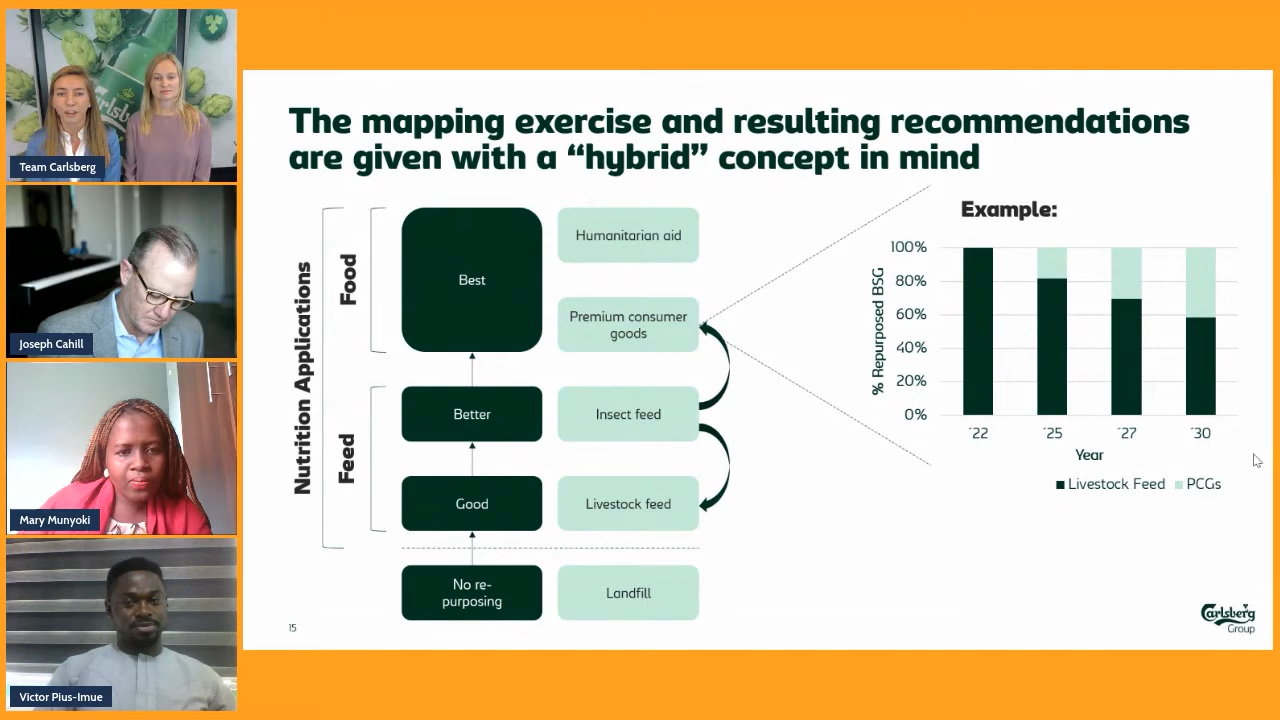 Carlsberg
Team Carlsberg
Joseph Cahill
Mary Munyoki
Victor Pius-Imue
The mapping exercise and resulting recommendations
are given with a “hybrid” concept in mind
Nutrition Applications
Food
Feed
Best
Humanitarian aid
Premium consumer
goods
Better
Insect feed
Good
Livestock feed
No re-
purposing
Landfill
Example:
% Repurposed BSG
100%
80%
60%
40%
20%
0%
´22
´25
´27
´30
Year
Livestock Feed
PCGs
15
Carlsberg
Group